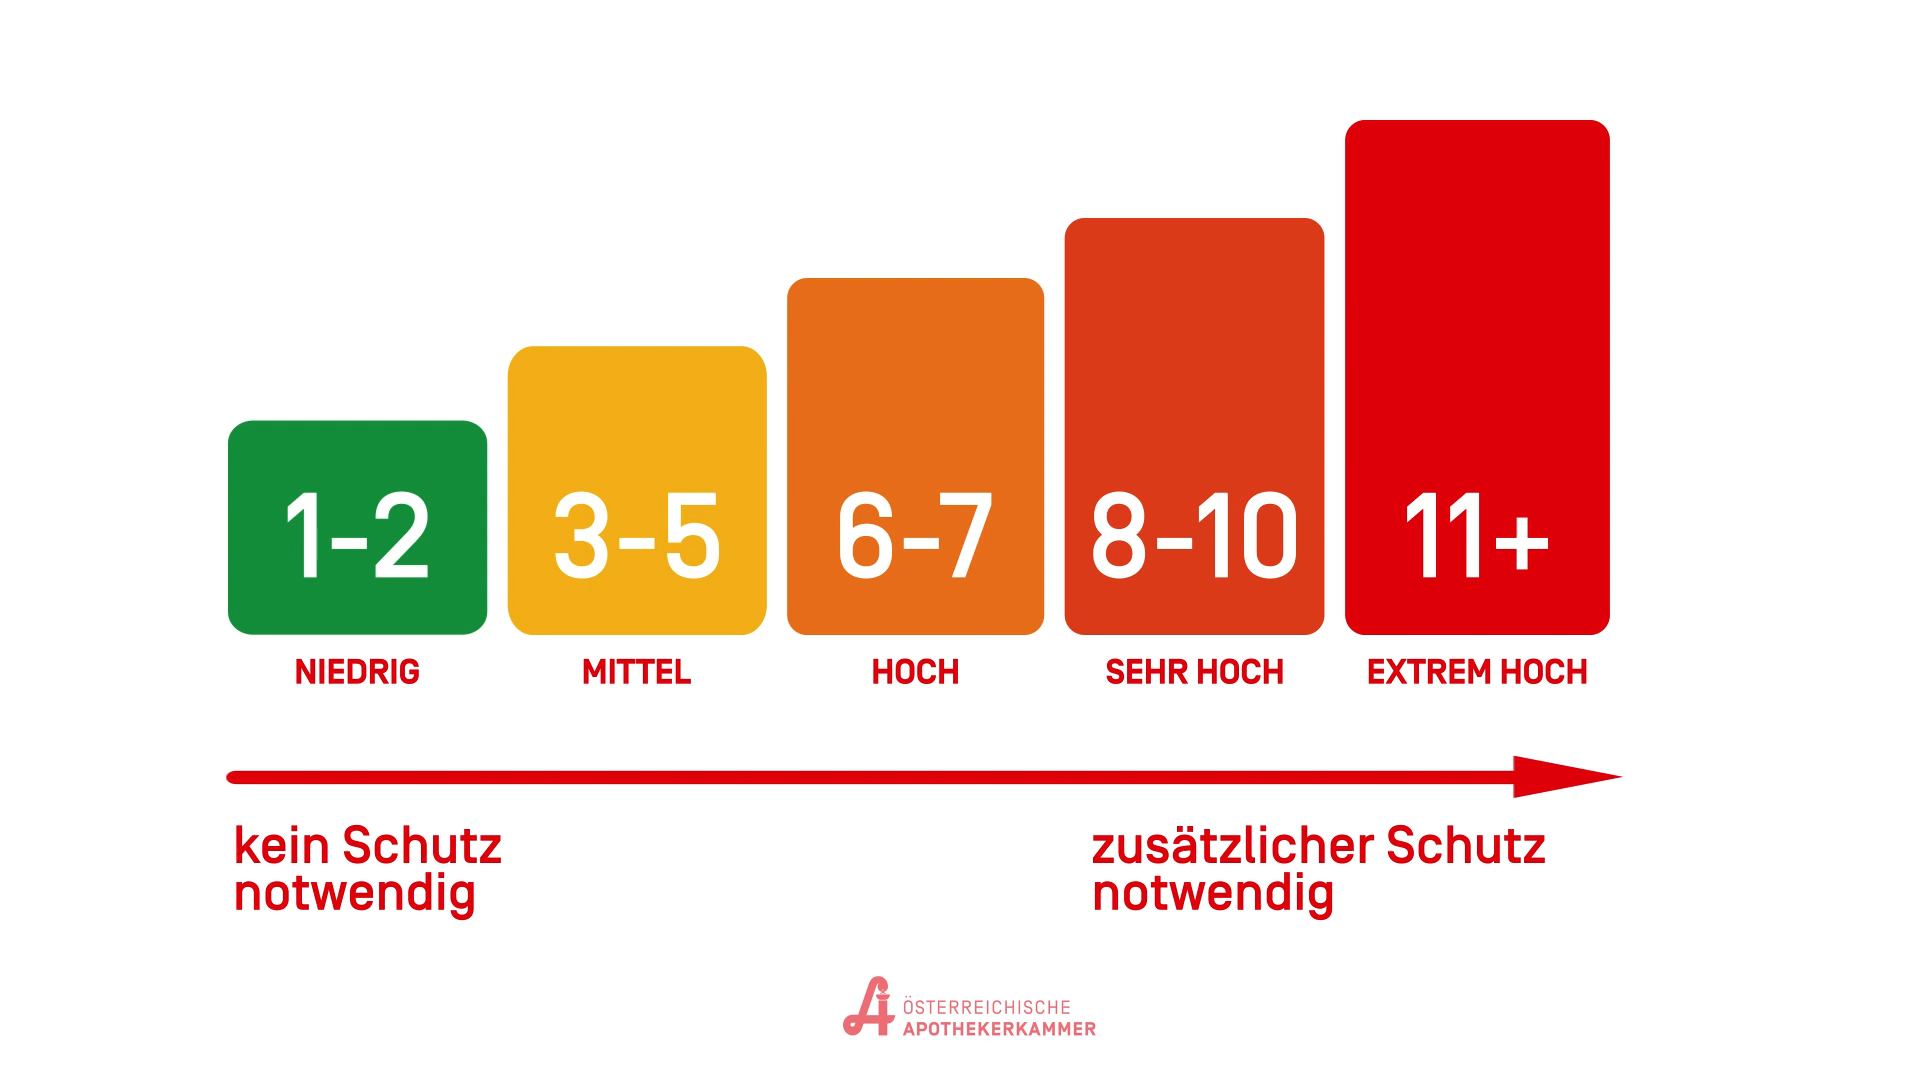 1-2
3-5
6-7
8-10
11+
NIEDRIG
MITTEL
HOCH
SEHR HOCH
EXTREM HOCH
kein Schutz
notwendig
zusätzlicher Schutz
notwendig
ÖSTERREICHISCHE
APOTHEKERKAMMER